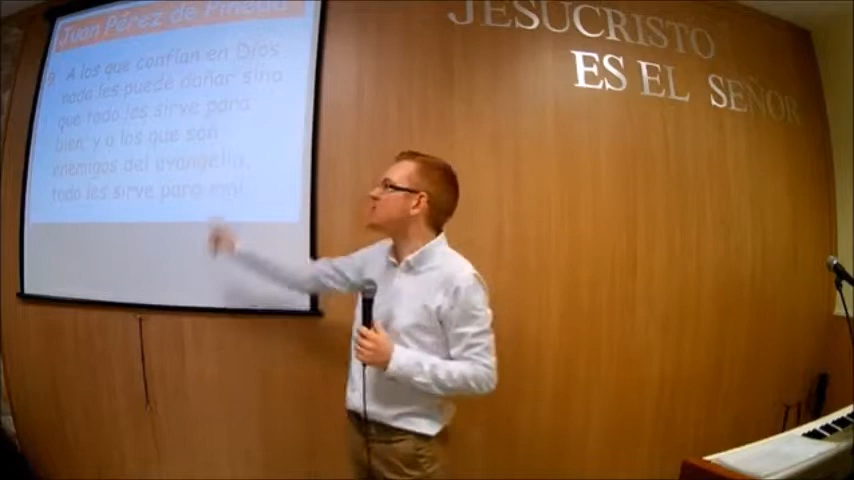 Juan Pérez de Pineda
9 A los que confían en Dios
nada les puede dañar sino
que todo les sirve para
bien; y a los que son
enemigos del evangelio,
todo les sirve para mal.
JESUCRISTO
ES EL SEÑOR